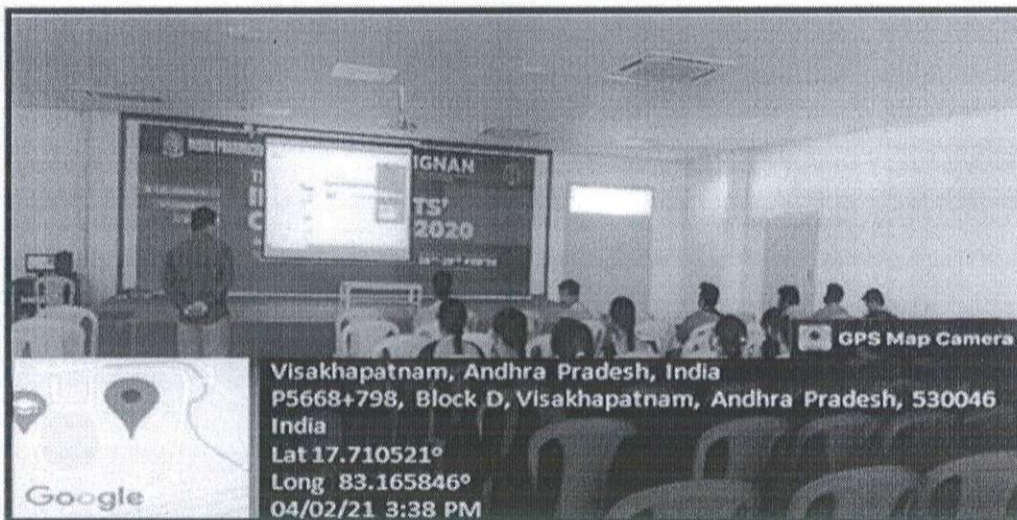 IGNAN
TS'
2020
GPS Map Camera
Visakhapatnam, Andhra Pradesh, India
P5668+798, Block D, Visakhapatnam, Andhra Pradesh, 530046
India
Lat 17.710521°
Long 83.165846°
04/02/21 3:38 PM
Google